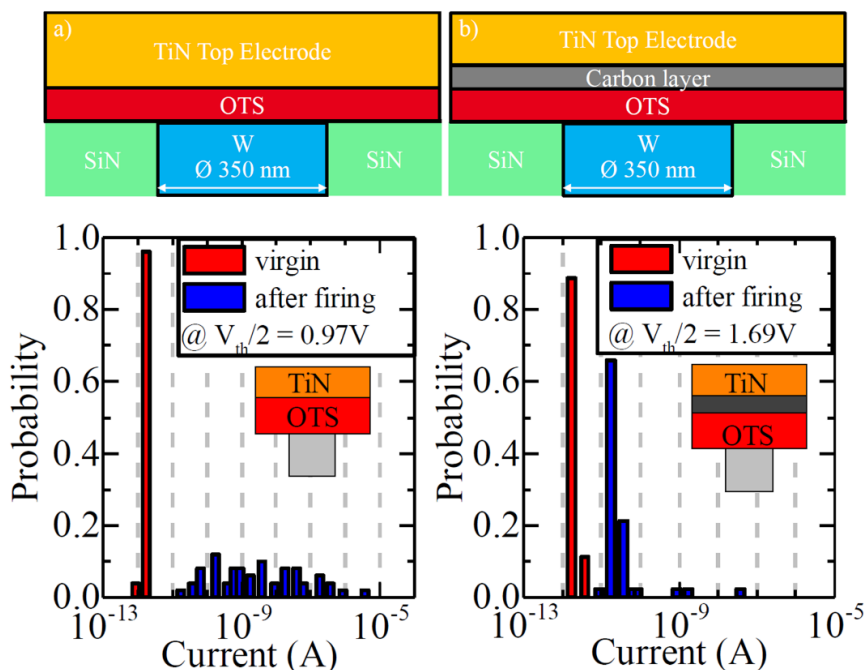 a)
TiN Top Electrode
OTS
SiN
W
Ø 350 nm
SiN
b)
TiN Top Electrode
Carbon layer
OTS
SiN
W
Ø 350 nm
SiN
Probability
1.0
0.8
0.6
0.4
0.2
0.0
virgin
after firing
@ Vth/2 = 0.97V
TiN
OTS
10-13
10-9
10-5
Current (A)
Probability
1.0
0.8
0.6
0.4
0.2
0.0
virgin
after firing
@ Vth/2 = 1.69V
TiN
OTS
10-13
10-9
10-5
Current (A)